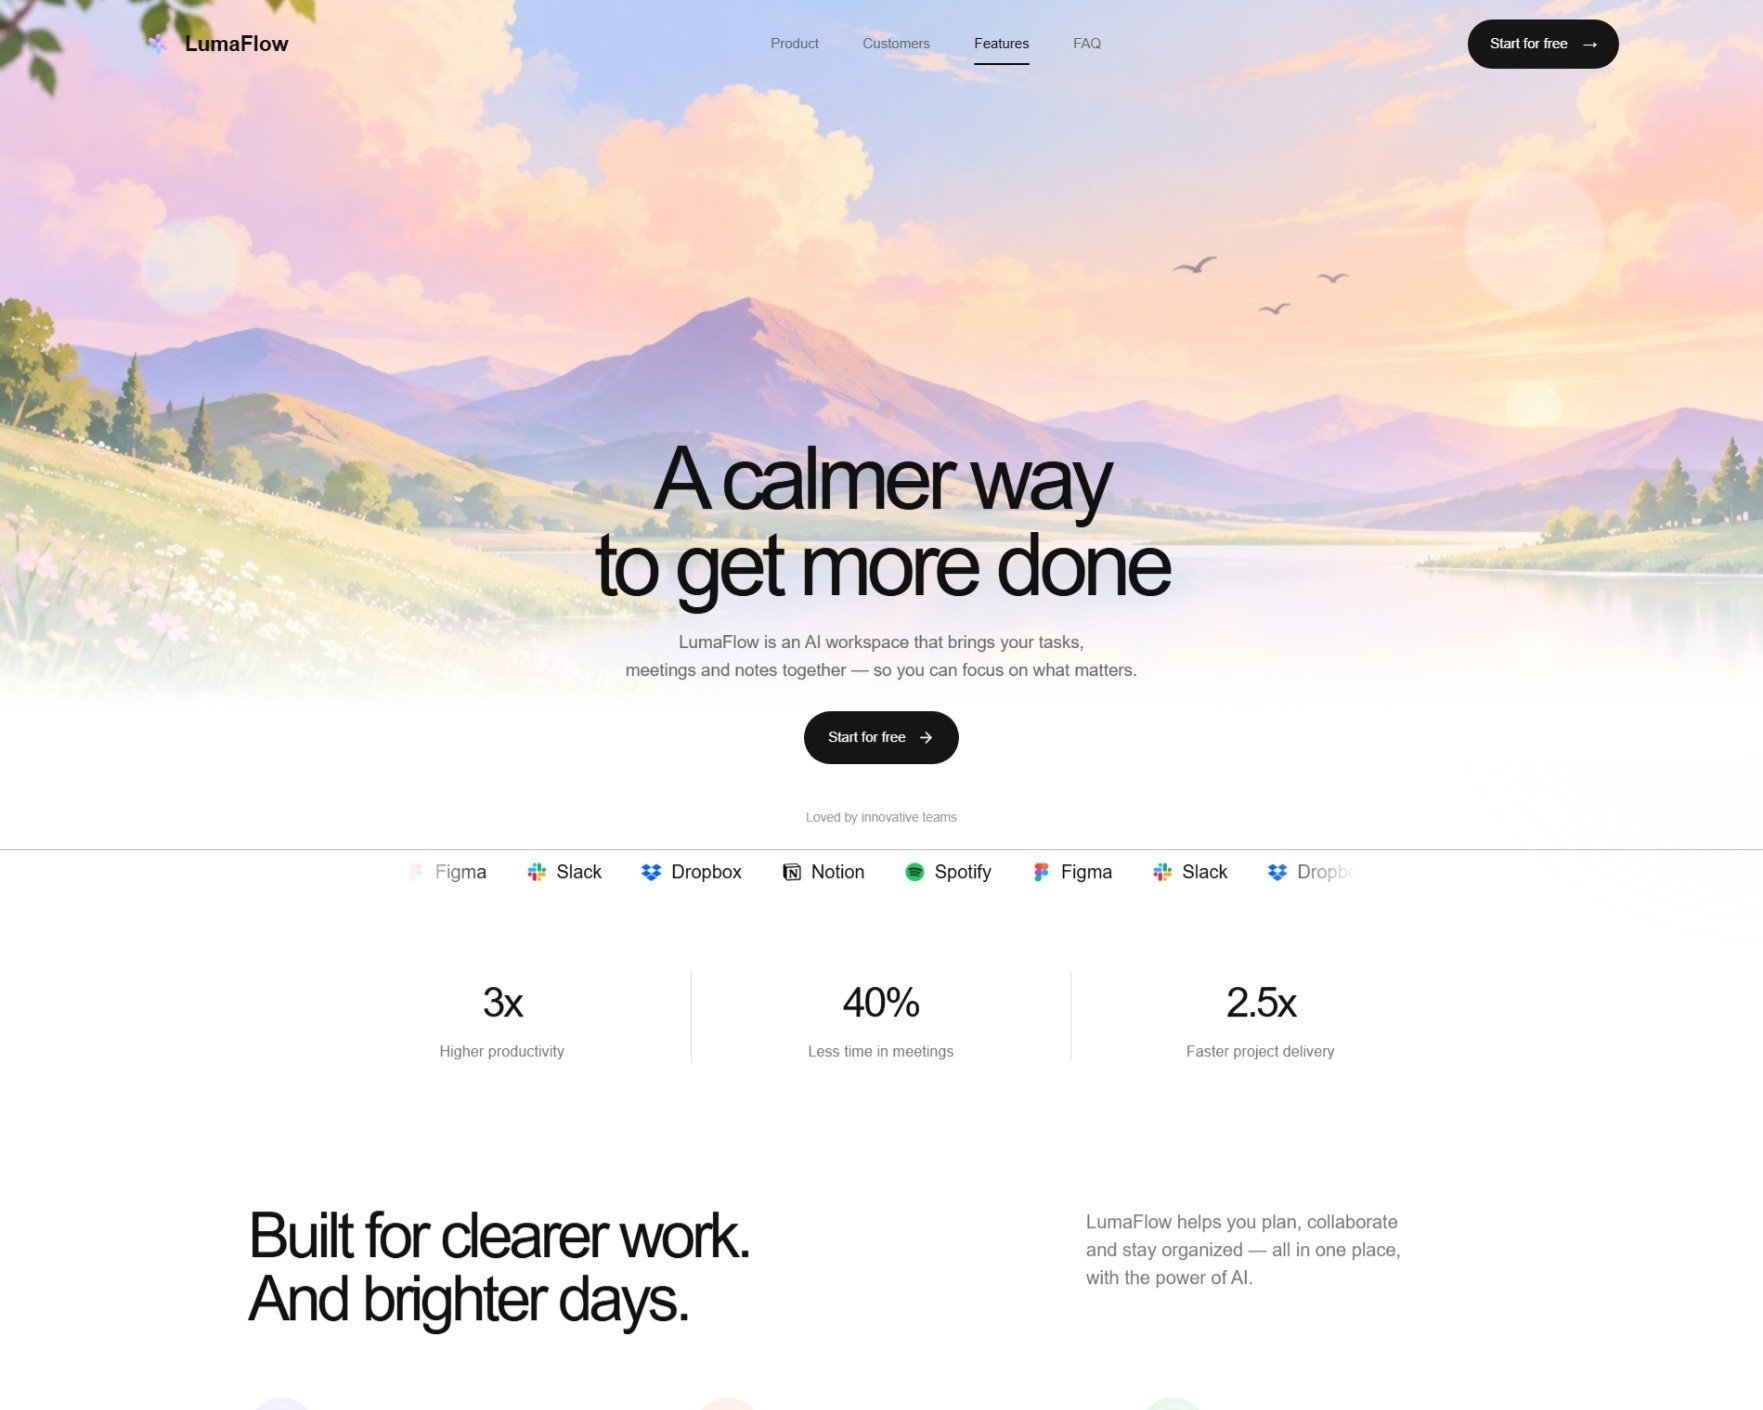 LumaFlow
Product
Customers
Features
FAQ
Start for free →
A calmer way
to get more done
LumaFlow is an AI workspace that brings your tasks,
meetings and notes together — so you can focus on what matters.
Start for free →
Loved by innovative teams
Figma
Slack
Dropbox
Notion
Spotify
Figma
Slack
Dropbo
3x
Higher productivity
40%
Less time in meetings
2.5x
Faster project delivery
Built for clearer work.
And brighter days.
LumaFlow helps you plan, collaborate
and stay organized — all in one place,
with the power of AI.